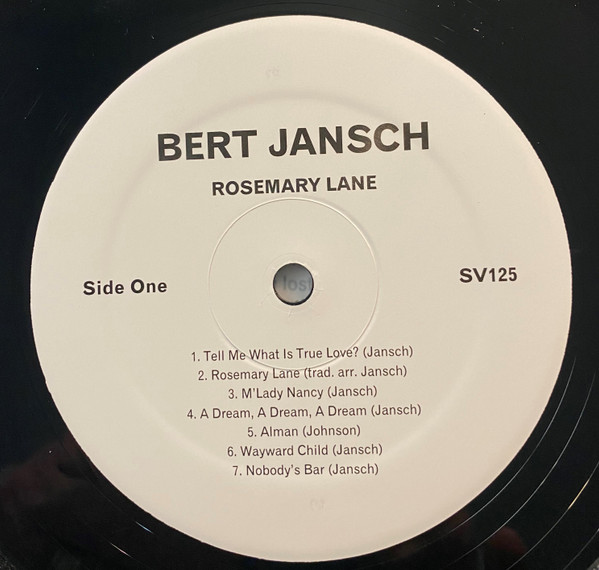 BERT JANSCH
ROSEMARY LANE
Side One
SV125
los
1. Tell Me What Is True Love? (Jansch)
2. Rosemary Lane (trad. arr. Jansch)
3. M'Lady Nancy (Jansch)
4. A Dream, A Dream, A Dream (Jansch)
5. Alman (Johnson)
6. Wayward Child (Jansch)
7. Nobody's Bar (Jansch)